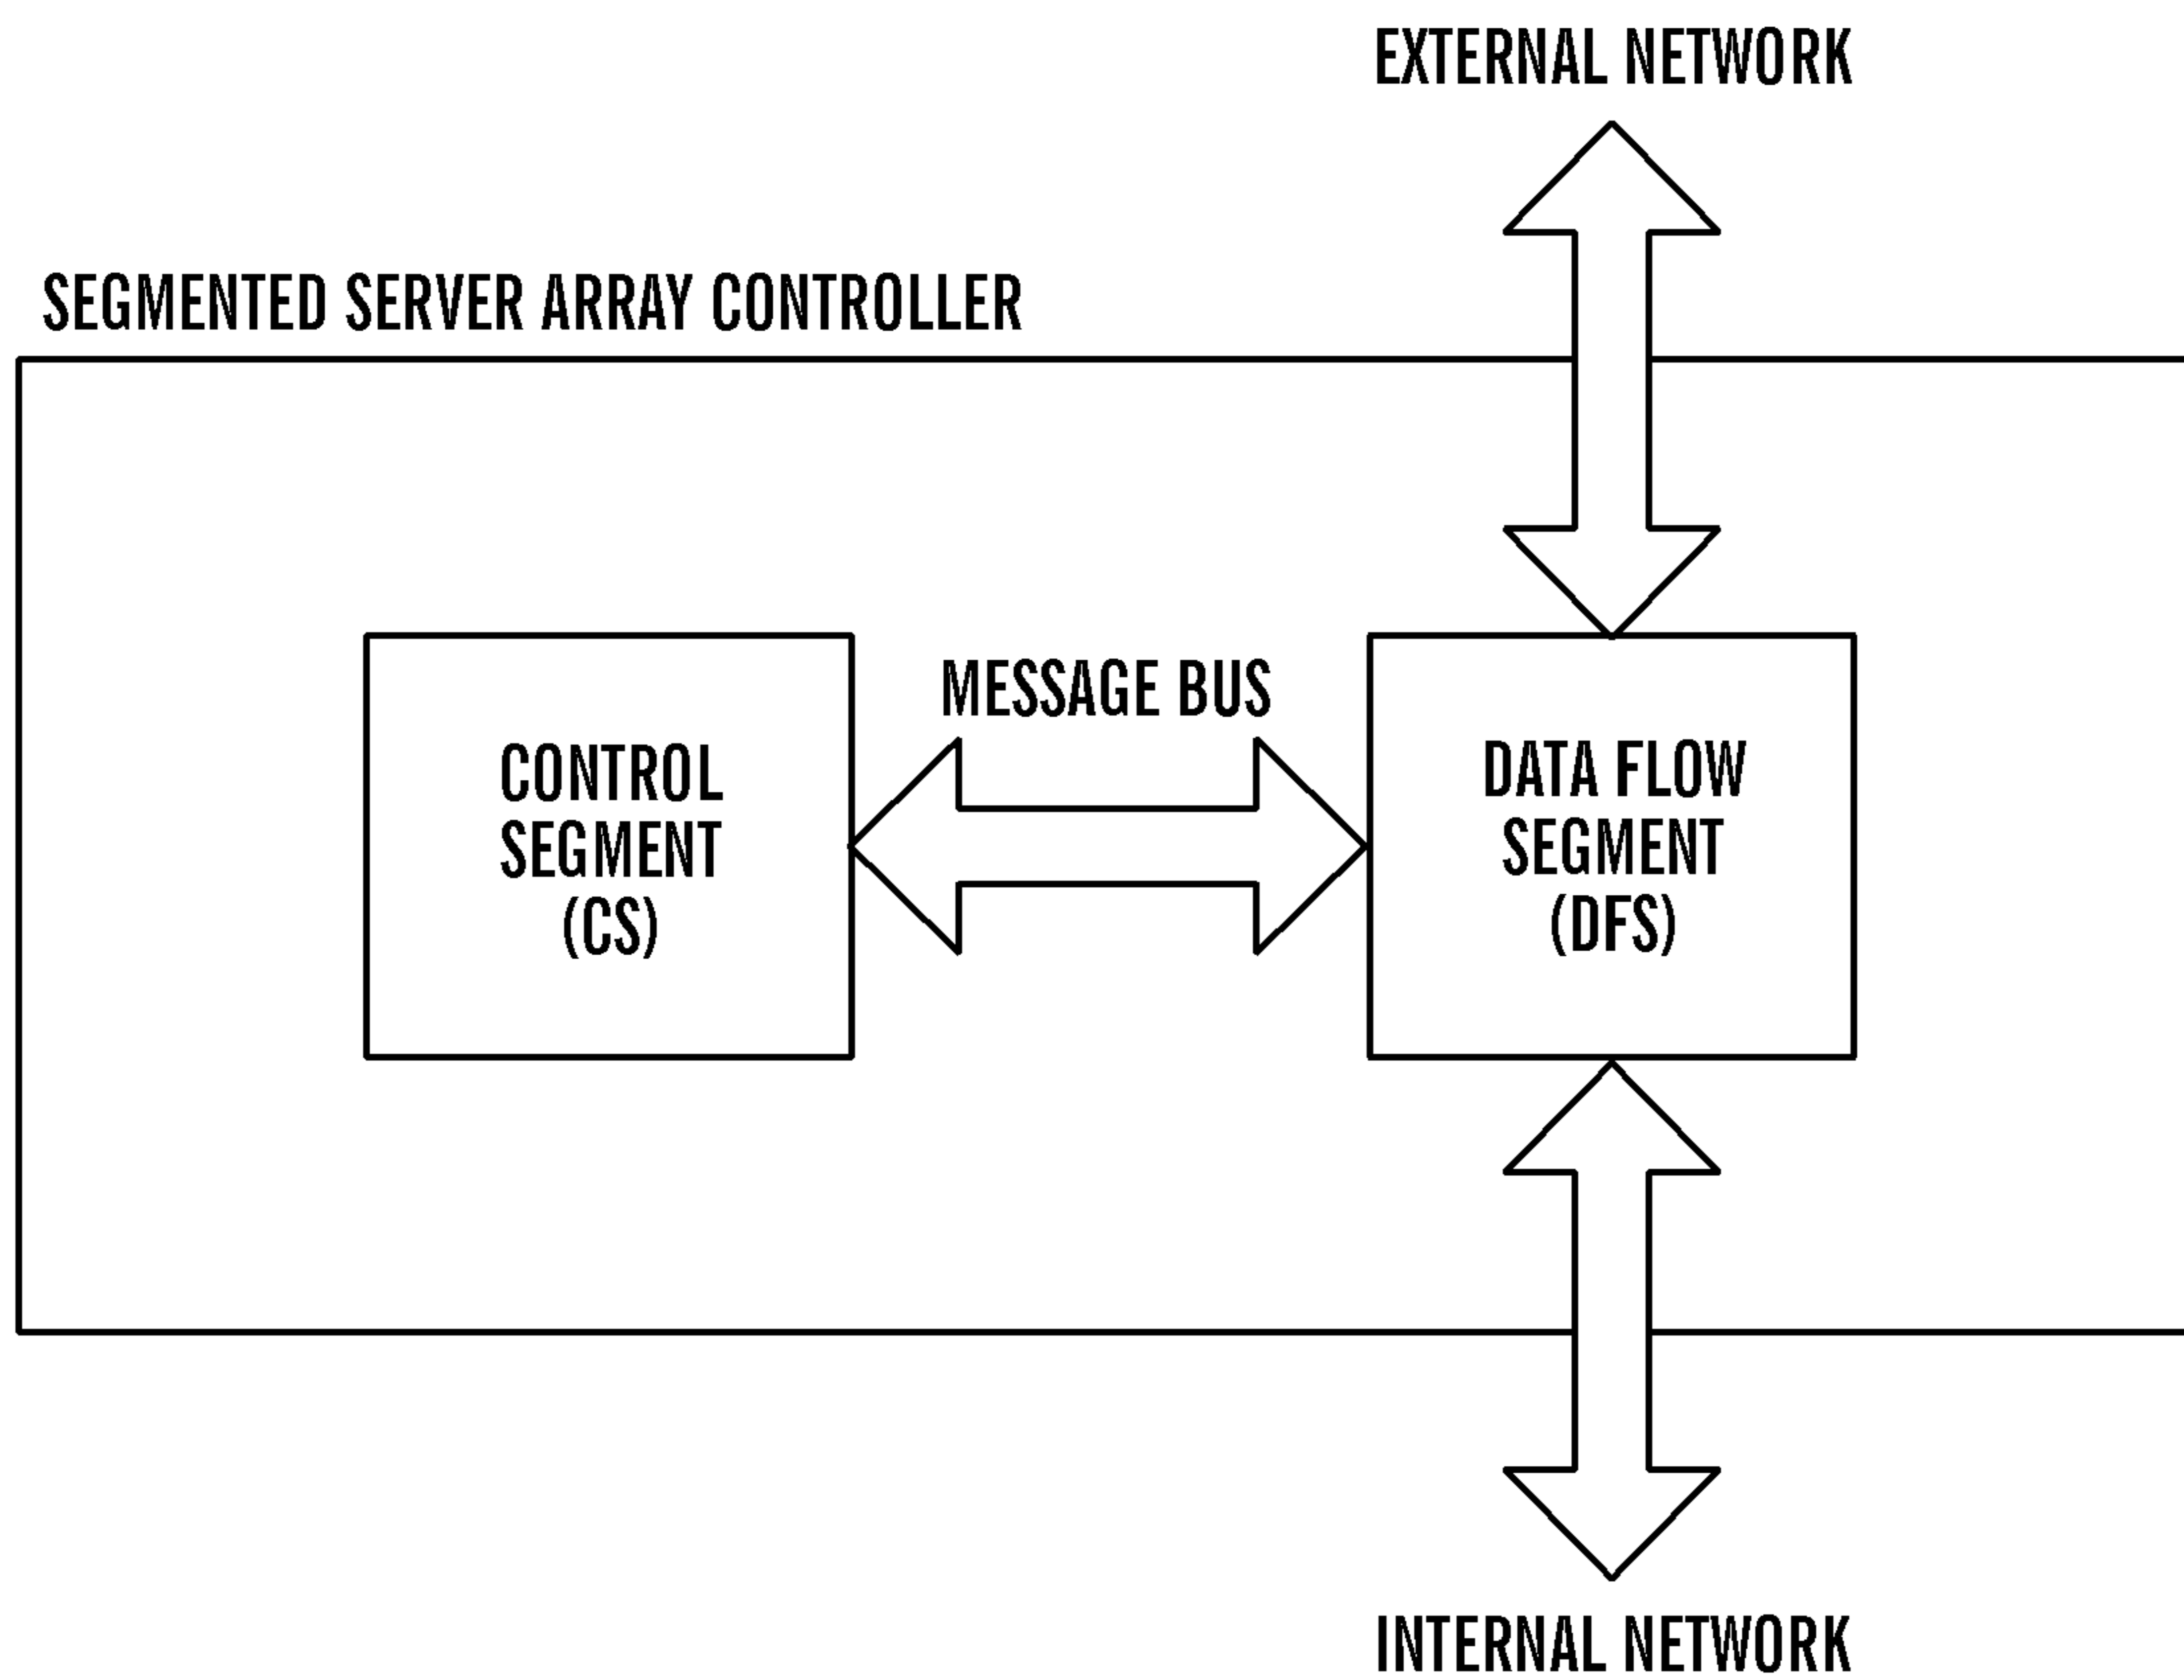 EXTERNAL NETWORK
SEGMENTED SERVER ARRAY CONTROLLER
MESSAGE BUS
CONTROL
SEGMENT
(CS)
DATA FLOW
SEGMENT
(DFS)
INTERNAL NETWORK